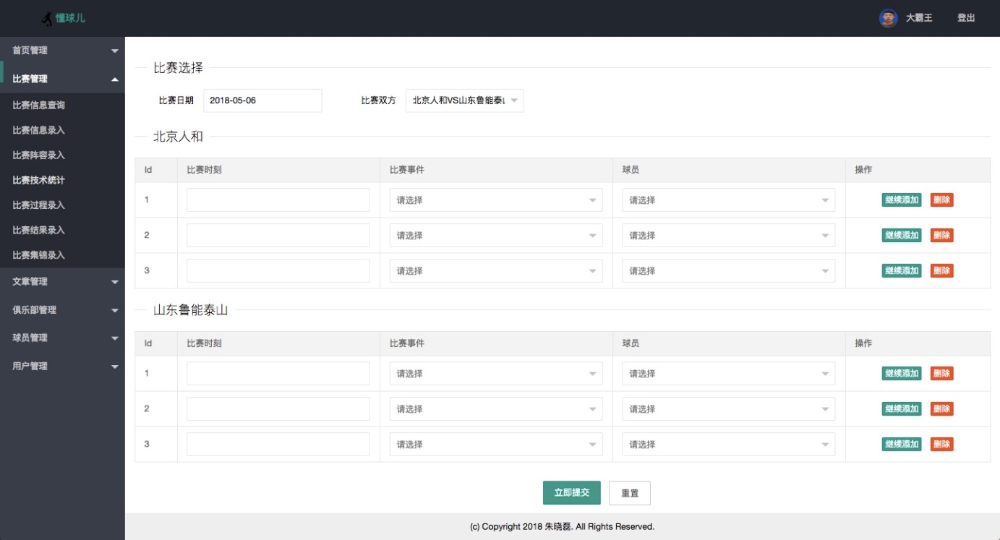 懂球儿
大霸王 登出
首页管理
比赛管理
比赛信息查询
比赛信息录入
比赛阵容录入
比赛技术统计
比赛过程录入
比赛结果录入
比赛集锦录入
文章管理
俱乐部管理
球员管理
用户管理
比赛选择
比赛日期 2018-05-06 比赛双方 北京人和VS山东鲁能泰
北京人和
Id 比赛时刻 比赛事件 球员 操作
1 请选择 请选择 继续添加 删除
2 请选择 请选择 继续添加 删除
3 请选择 请选择 继续添加 删除
山东鲁能泰山
Id 比赛时刻 比赛事件 球员 操作
1 请选择 请选择 继续添加 删除
2 请选择 请选择 继续添加 删除
3 请选择 请选择 继续添加 删除
立即提交 重置
(c) Copyright 2018 朱晓磊. All Rights Reserved.